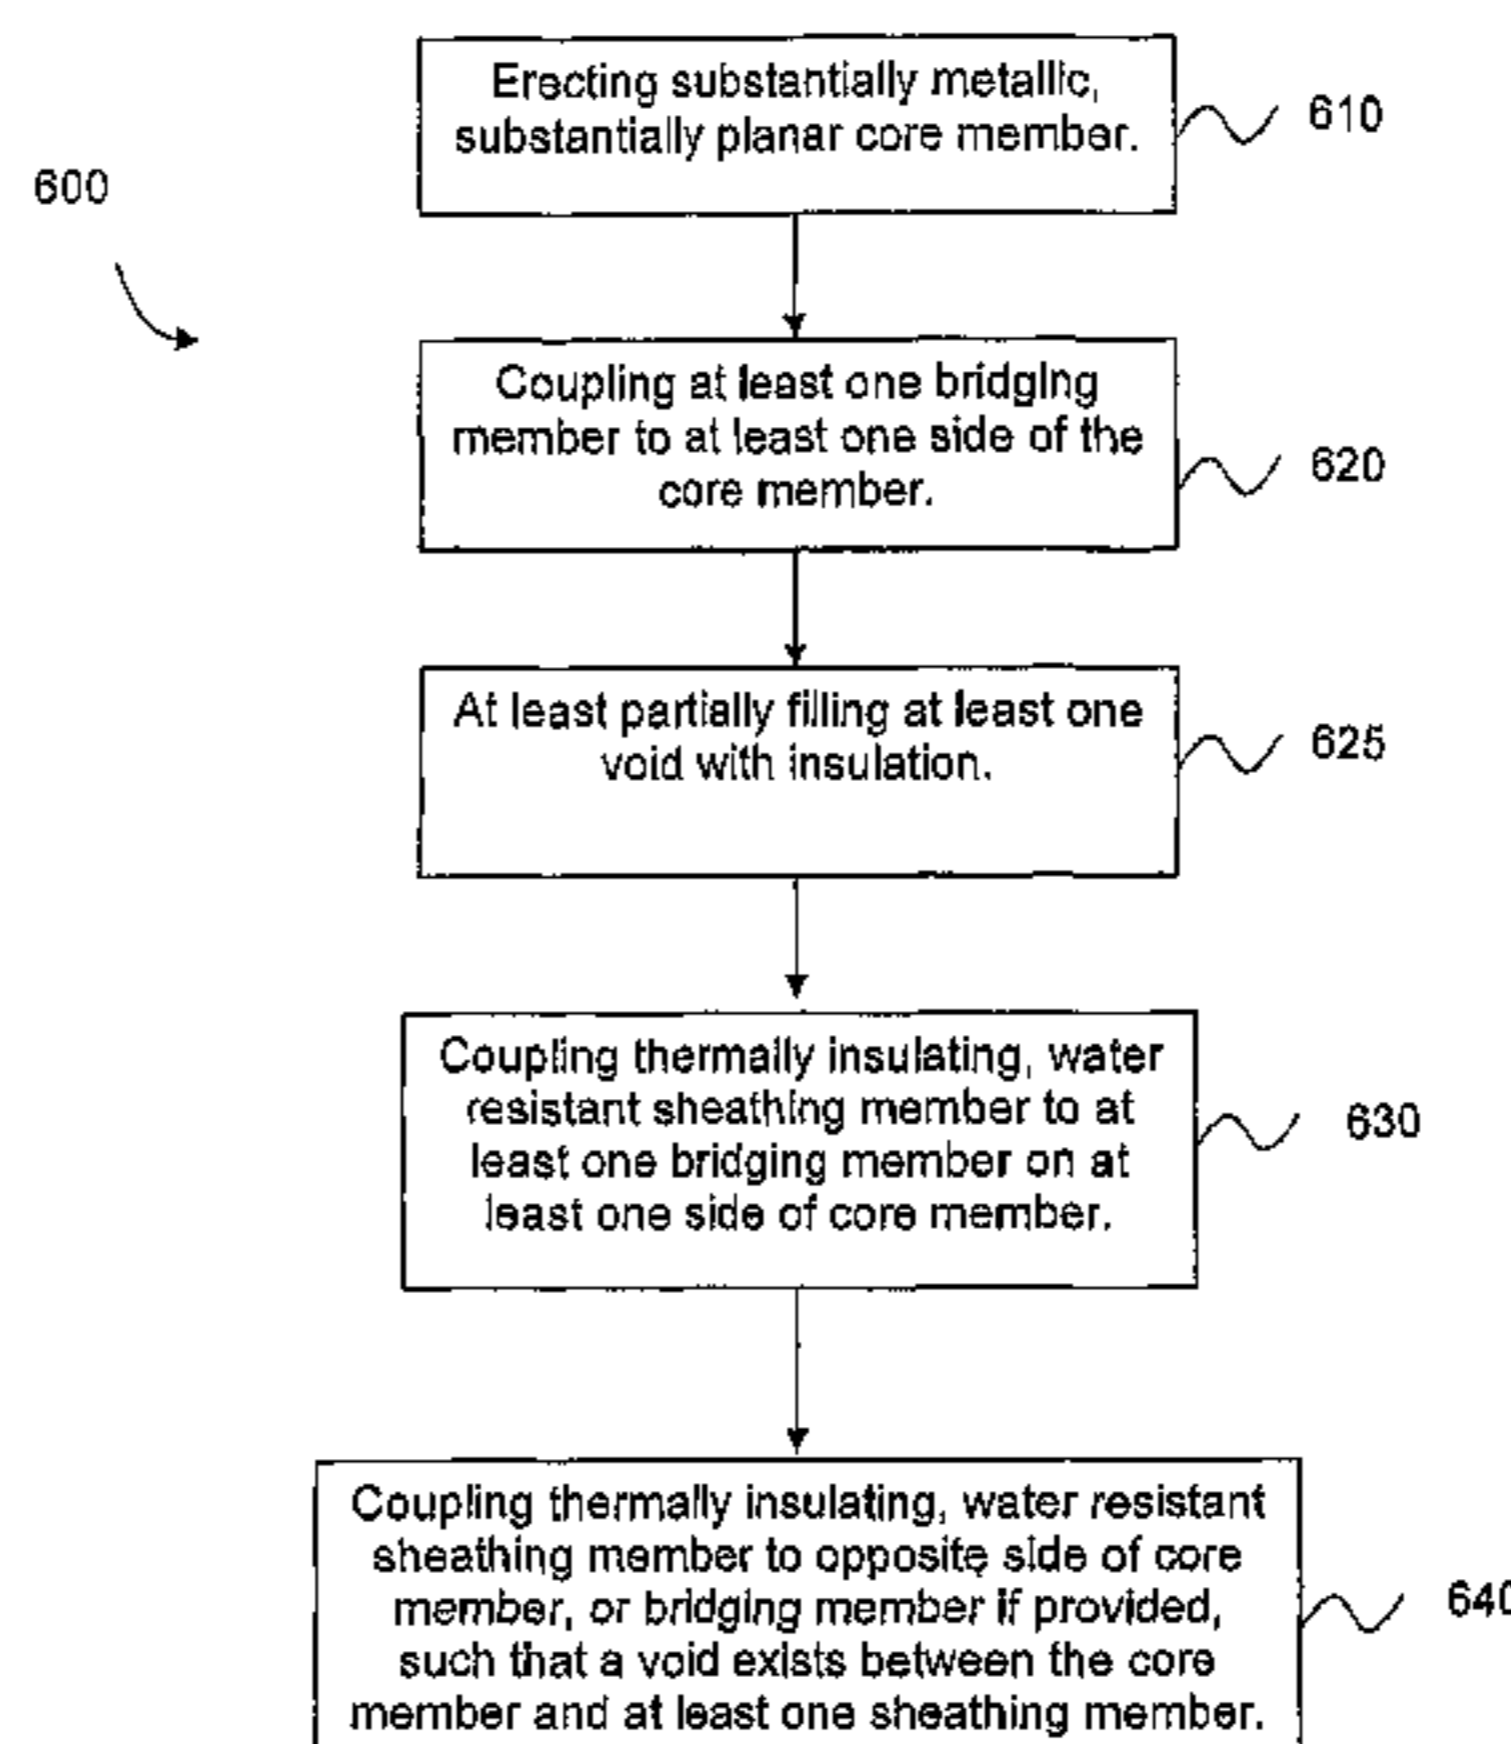 Erecting substantially metallic,
substantially planar core member.
610
600
Coupling at least one bridging
member to at least one side of the
core member.
620
At least partially filling at least one
void with insulation.
625
Coupling thermally insulating, water
resistant sheathing member to at
least one bridging member on at
least one side of core member.
630
Coupling thermally insulating, water resistant
sheathing member to opposite side of core
member, or bridging member if provided,
such that a void exists between the core
member and at least one sheathing member.
640